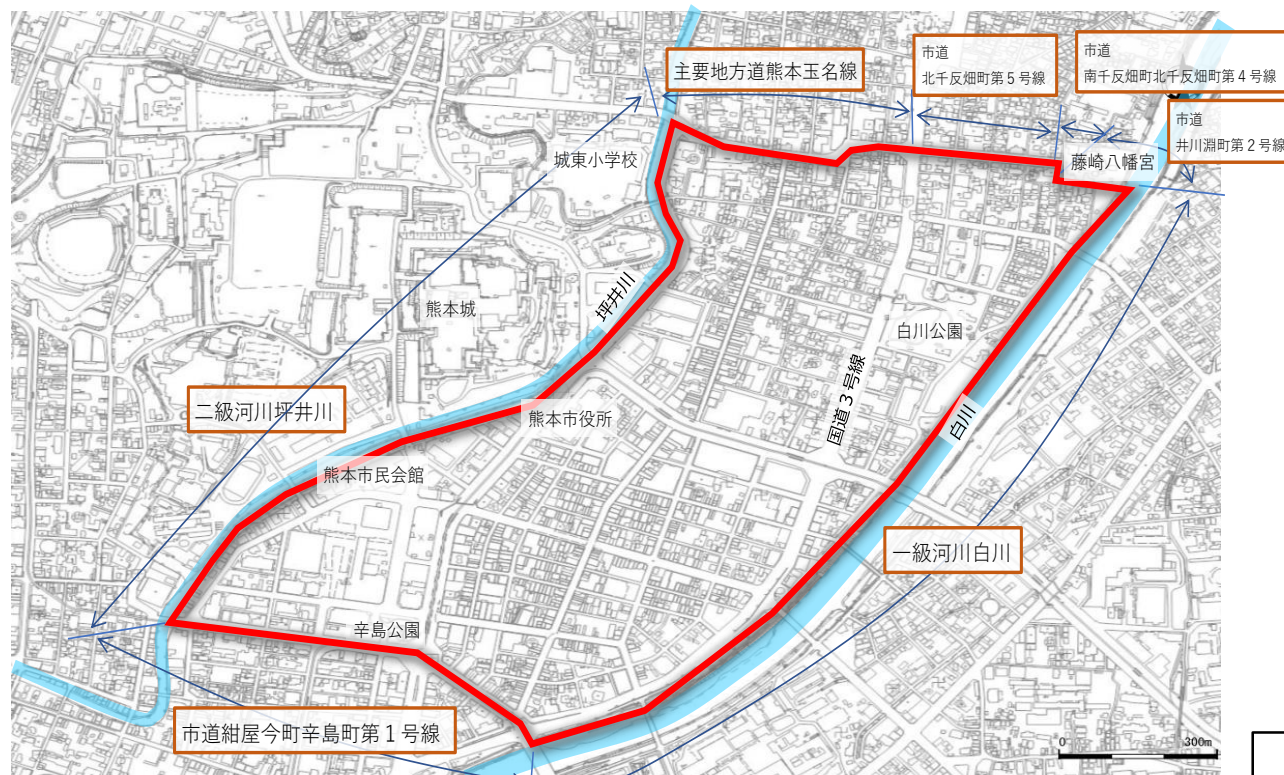 主要地方道熊本玉名線
市道
北千反畑町第5号線
市道
南千反畑町北千反畑町第4号線
市道
井川淵町第2号線
藤崎八幡宮
城東小学校
坪井川
熊本城
白川公園
国道3号線
白川
二級河川坪井川
熊本市役所
熊本市民会館
一級河川白川
辛島公園
市道紺屋今町辛島町第1号線
0 300m